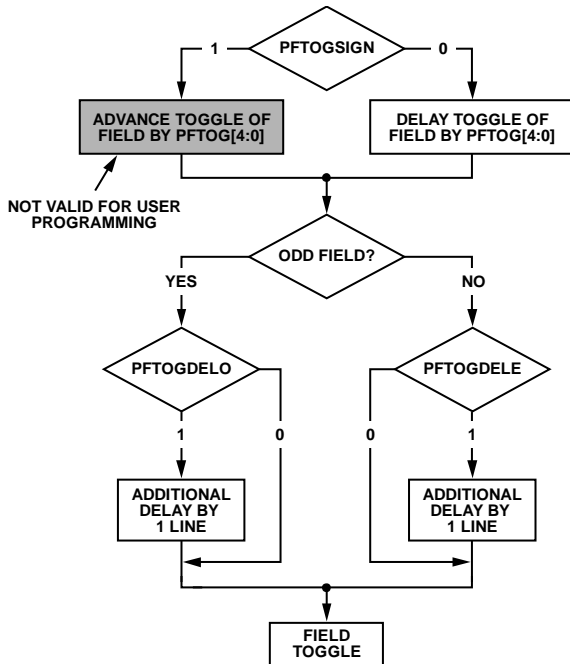 PFTOGSIGN
1
0
ADVANCE TOGGLE OF
FIELD BY PFTOG[4:0]
DELAY TOGGLE OF
FIELD BY PFTOG[4:0]
NOT VALID FOR USER
PROGRAMMING
ODD FIELD?
YES
NO
PFTOGDELO
PFTOGDELE
1
0
0
1
ADDITIONAL
DELAY BY
1 LINE
ADDITIONAL
DELAY BY
1 LINE
FIELD
TOGGLE